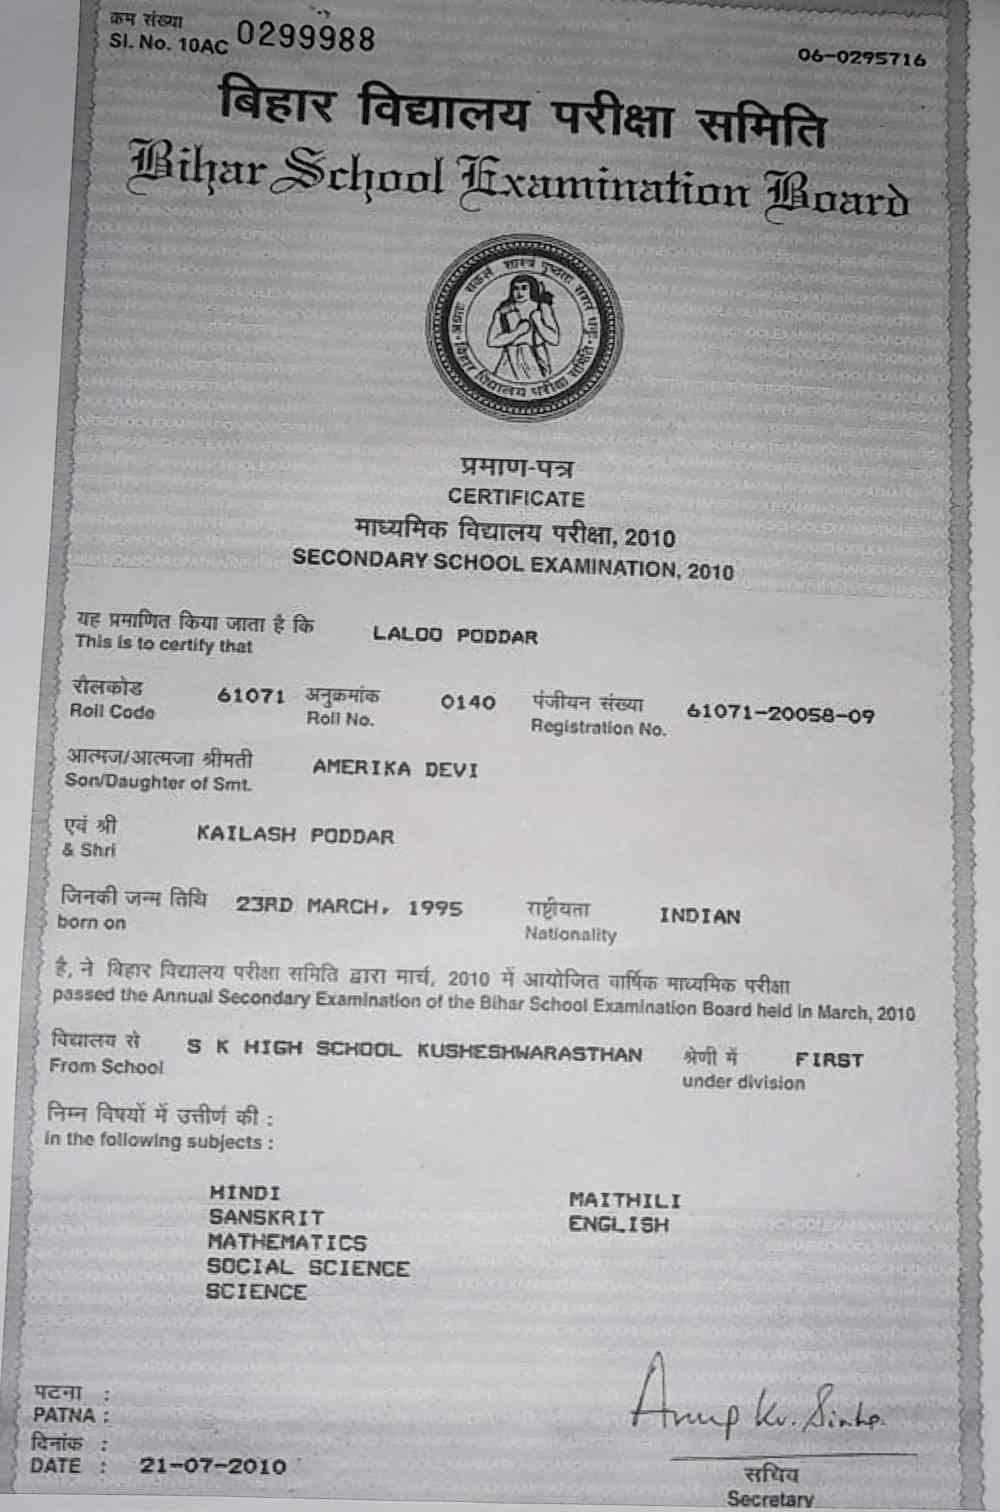 क्रम संख्या
Sl. No. 10AC 0299988
06-0295716
बिहार विद्यालय परीक्षा समिति
Bihar School Examination Board
बिहार विद्यालय परीक्षा समिति
प्रमाण-पत्र
CERTIFICATE
माध्यमिक विद्यालय परीक्षा, 2010
SECONDARY SCHOOL EXAMINATION, 2010
यह प्रमाणित किया जाता है कि LALOO PODDAR
This is to certify that
रौलकोड 61071 अनुक्रमांक 0140 पंजीयन संख्या 61071-20058-09
Roll Code Roll No. Registration No.
आत्मज/आत्मजा श्रीमती AMERIKA DEVI
Son/Daughter of Smt.
एवं श्री KAILASH PODDAR
& Shri
जिनकी जन्म तिथि 23RD MARCH, 1995 राष्ट्रीयता INDIAN
born on Nationality
है, ने बिहार विद्यालय परीक्षा समिति द्वारा मार्च, 2010 में आयोजित वार्षिक माध्यमिक परीक्षा
passed the Annual Secondary Examination of the Bihar School Examination Board held in March, 2010
विद्यालय से S K HIGH SCHOOL KUSHESHWARASTHAN श्रेणी में FIRST
From School under division
निम्न विषयों में उत्तीर्ण की :
in the following subjects :
HINDI MAITHILI
SANSKRIT ENGLISH
MATHEMATICS
SOCIAL SCIENCE
SCIENCE
पटना :
PATNA :
दिनांक :
DATE : 21-07-2010
Anup Kr. Sinha
सचिव
Secretary